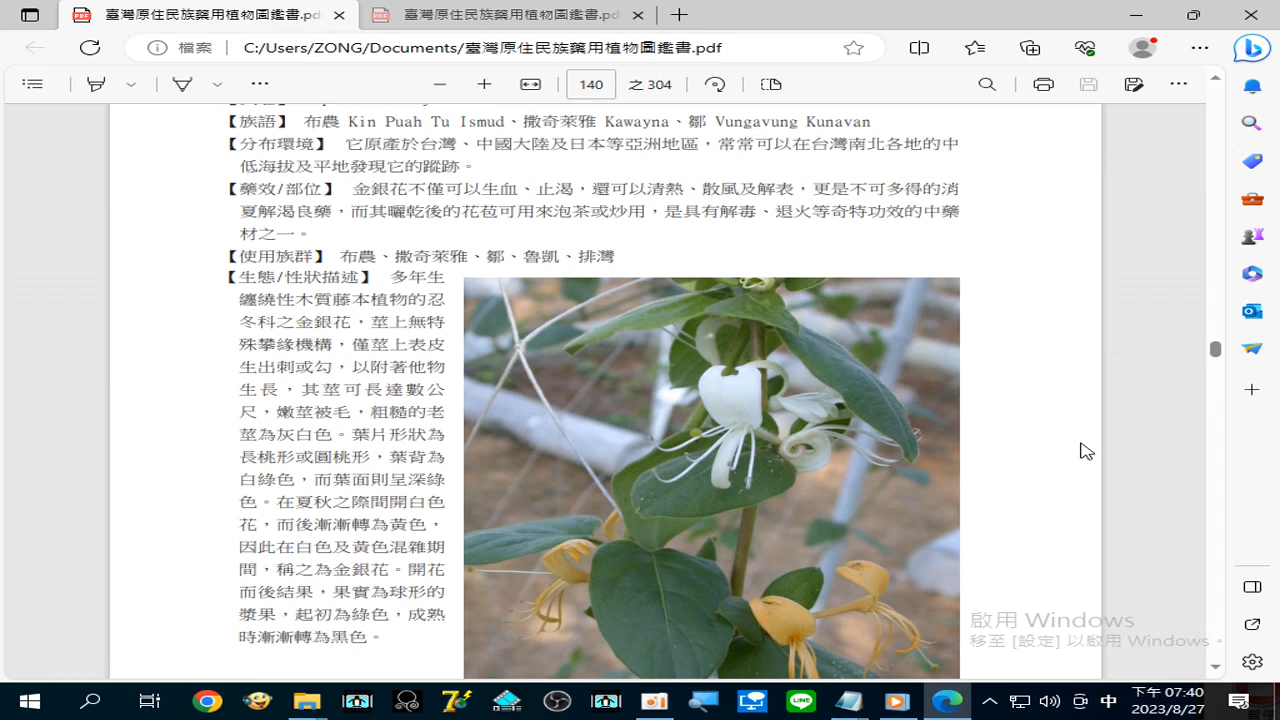 臺灣原住民族藥用植物圖鑑書.pdf
臺灣原住民族藥用植物圖鑑書.pdf
檔案
C:/Users/ZONG/Documents/臺灣原住民族藥用植物圖鑑書.pdf
140 之 304
【族語】 布農 Kin Puah Tu Ismud、撒奇萊雅 Kawayna、鄒 Vungavung Kunavan
【分布環境】 它原產於台灣、中國大陸及日本等亞洲地區，常常可以在台灣南北各地的中
低海拔及平地發現它的蹤跡。
【藥效/部位】 金銀花不僅可以生血、止渴，還可以清熱、散風及解表，更是不可多得的消
夏解渴良藥，而其曬乾後的花苞可用來泡茶或炒用，是具有解毒、退火等奇特功效的中藥
材之一。
【使用族群】 布農、撒奇萊雅、鄒、魯凱、排灣
【生態/性狀描述】 多年生
纏繞性木質藤本植物的忍
冬科之金銀花，莖上無特
殊攀緣機構，僅莖上表皮
生出刺或勾，以附著他物
生長，其莖可長達數公
尺，嫩莖被毛，粗糙的老
莖為灰白色。葉片形狀為
長桃形或圓桃形，葉背為
白綠色，而葉面則呈深綠
色。在夏秋之際間開白色
花，而後漸漸轉為黃色，
因此在白色及黃色混雜期
間，稱之為金銀花。開花
而後結果，果實為球形的
漿果，起初為綠色，成熟
時漸漸轉為黑色。
啟用 Windows
移至 [設定] 以啟用 Windows。
LINE
中
下午 07:40
2023/8/27